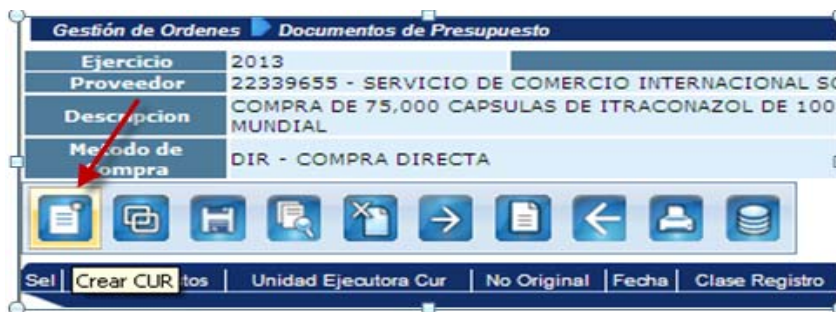 Gestión de Ordenes Documentos de Presupuesto
Ejercicio 2013
Proveedor 22339655 - SERVICIO DE COMERCIO INTERNACIONAL
Descripcion COMPRA DE 75,000 CAPSULAS DE ITRACONAZOL DE 100
MUNDIAL
Metodo de Compra DIR - COMPRA DIRECTA
Sel Crear CUR tos Unidad Ejecutora Cur No Original Fecha Clase Registro